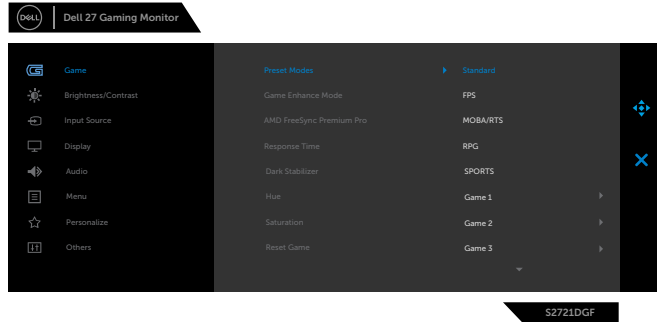 DELL Dell 27 Gaming Monitor
Game Preset Modes Standard
Brightness/Contrast Game Enhance Mode FPS
Input Source AMD FreeSync Premium Pro MOBA/RTS
Display Response Time RPG
Audio Dark Stabilizer SPORTS
Menu Hue Game 1
Personalize Saturation Game 2
Others Reset Game Game 3
S2721DGF